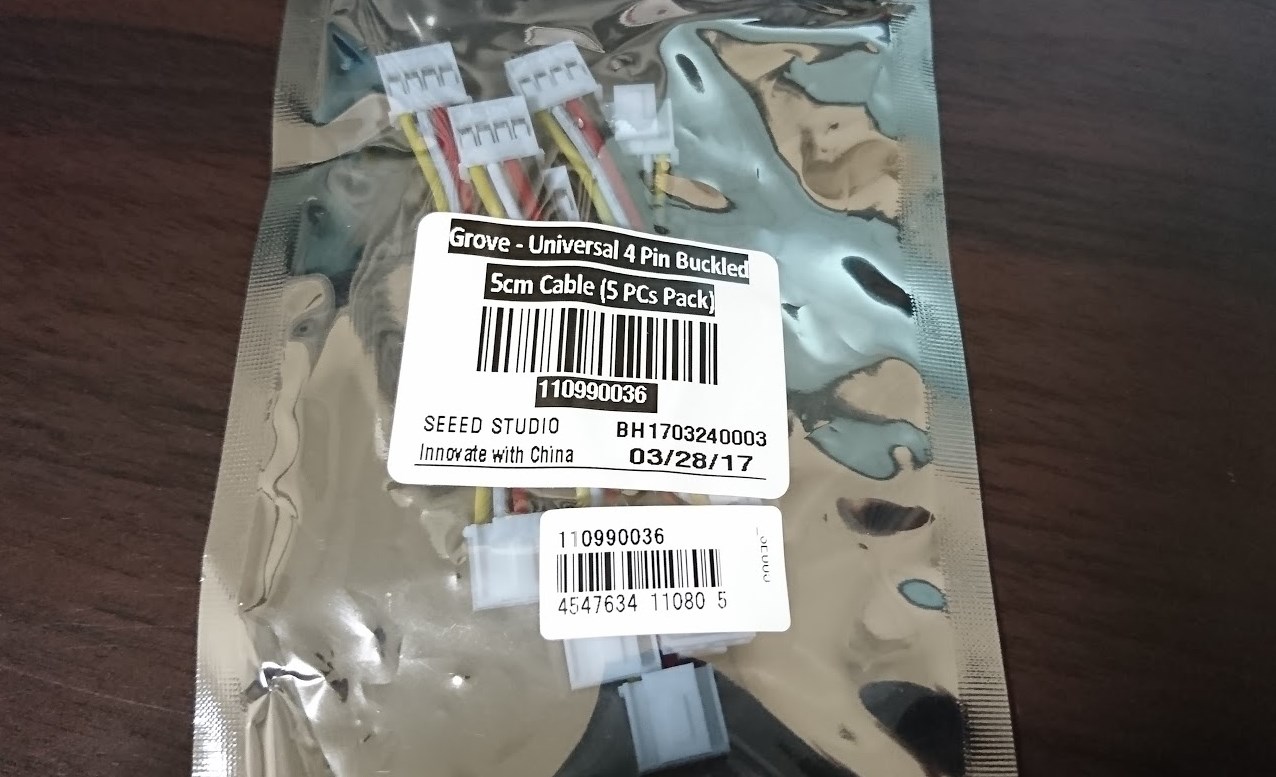 Grove - Universal 4 Pin Buckled
5cm Cable (5 PCs Pack)
110990036
SEEED STUDIO BH1703240003
Innovate with China 03/28/17
110990036
4547634 11080 5